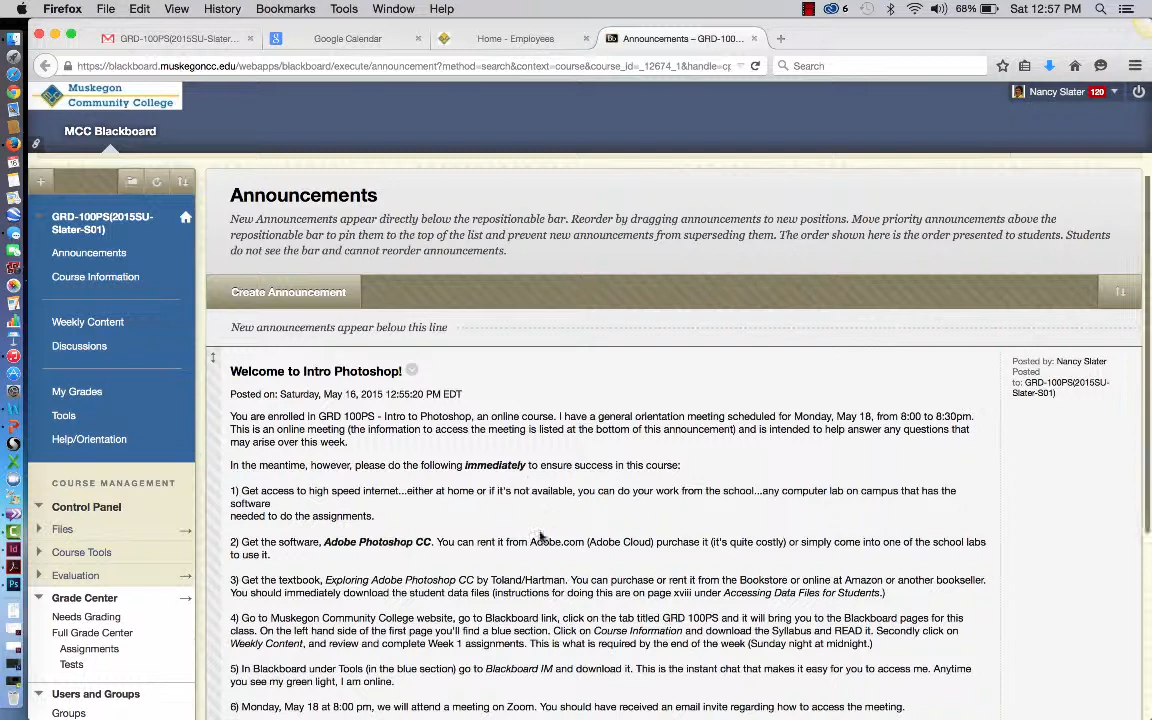 Firefox File Edit View History Bookmarks Tools Window Help 6 68% Sat 12:57 PM
GRD-100PS(2015SU-Slater-... Google Calendar Home - Employees Announcements – GRD-100...
https://blackboard.muskegoncc.edu/webapps/blackboard/execute/announcement?method=search&context=course&course_id=_12674_1&handle=cp Search
Muskegon
Community College
Nancy Slater 120
MCC Blackboard
GRD-100PS(2015SU-
Slater-S01)
Announcements
Course Information
Weekly Content
Discussions
My Grades
Tools
Help/Orientation
COURSE MANAGEMENT
Control Panel
Files
Course Tools
Evaluation
Grade Center
Needs Grading
Full Grade Center
Assignments
Tests
Users and Groups
Groups
Announcements
New Announcements appear directly below the repositionable bar. Reorder by dragging announcements to new positions. Move priority announcements above the
repositionable bar to pin them to the top of the list and prevent new announcements from superseding them. The order shown here is the order presented to students. Students
do not see the bar and cannot reorder announcements.
Create Announcement
New announcements appear below this line
Welcome to Intro Photoshop!
Posted on: Saturday, May 16, 2015 12:55:20 PM EDT
You are enrolled in GRD 100PS - Intro to Photoshop, an online course. I have a general orientation meeting scheduled for Monday, May 18, from 8:00 to 8:30pm.
This is an online meeting (the information to access the meeting is listed at the bottom of this announcement) and is intended to help answer any questions that
may arise over this week.
In the meantime, however, please do the following immediately to ensure success in this course:
1) Get access to high speed internet...either at home or if it's not available, you can do your work from the school...any computer lab on campus that has the
software
needed to do the assignments.
2) Get the software, Adobe Photoshop CC. You can rent it from Adobe.com (Adobe Cloud) purchase it (it's quite costly) or simply come into one of the school labs
to use it.
3) Get the textbook, Exploring Adobe Photoshop CC by Toland/Hartman. You can purchase or rent it from the Bookstore or online at Amazon or another bookseller.
You should immediately download the student data files (instructions for doing this are on page xviii under Accessing Data Files for Students.)
4) Go to Muskegon Community College website, go to Blackboard link, click on the tab titled GRD 100PS and it will bring you to the Blackboard pages for this
class. On the left hand side of the first page you'll find a blue section. Click on Course Information and download the Syllabus and READ it. Secondly click on
Weekly Content, and review and complete Week 1 assignments. This is what is required by the end of the week (Sunday night at midnight.)
5) In Blackboard under Tools (in the blue section) go to Blackboard IM and download it. This is the instant chat that makes it easy for you to access me. Anytime
you see my green light, I am online.
6) Monday, May 18 at 8:00 pm, we will attend a meeting on Zoom. You should have received an email invite regarding how to access the meeting.
Posted by: Nancy Slater
Posted
to: GRD-100PS(2015SU-
Slater-S01)